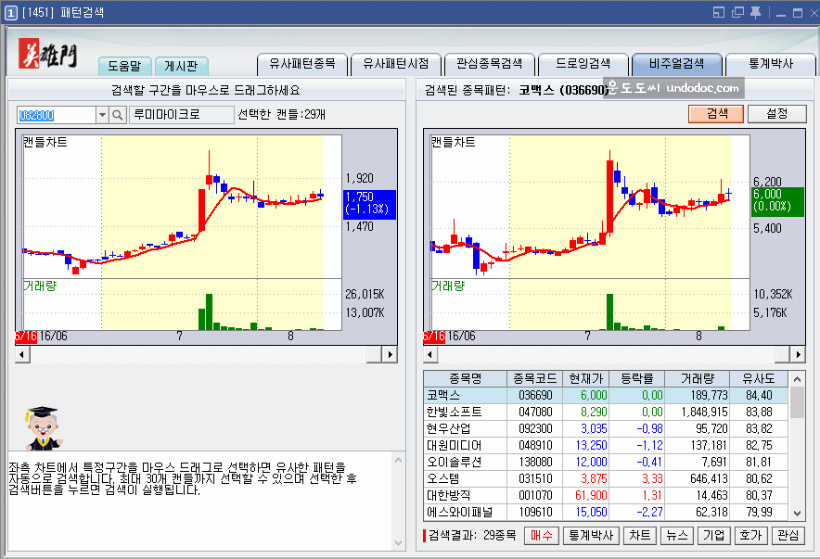 1 [1451] 패턴검색
英雄門
도움말 게시판
유사패턴종목 유사패턴시점 관심종목검색 드로잉검색 비주얼검색 통계박사
검색할 구간을 마우스로 드래그하세요
검색된 종목패턴: 코맥스 (036690)
운도도씨 undodoc.com
082800 루미마이크로 선택한 캔들:29개
검색 설정
캔들차트
1,920
1,750
(-1.13%)
1,470
거래량
26,015K
13,007K
6/16 16/06 7 8
캔들차트
6,200
6,000
(0.00%)
5,400
거래량
10,352K
5,176K
6/16 16/06 7 8
종목명 종목코드 현재가 등락률 거래량 유사도
코맥스 036690 6,000 0,00 189,773 84,40
한빛소프트 047080 8,290 0,00 1,848,915 83,88
현우산업 092300 3,035 -0,98 95,720 83,82
대원미디어 048910 13,250 -1,12 137,181 82,75
오이솔루션 138080 12,000 -0,41 7,691 81,81
오스템 031510 3,875 3,33 646,413 80,62
대한방직 001070 61,900 1,31 14,463 80,37
에스와이패널 109610 15,050 -2,27 62,318 79,99
좌측 차트에서 특정구간을 마우스 드래그로 선택하면 유사한 패턴을
자동으로 검색합니다. 최대 30개 캔들까지 선택할 수 있으며 선택한 후
검색버튼을 누르면 검색이 실행됩니다.
검색결과: 29종목 매수 통계박사 차트 뉴스 기업 호가 관심